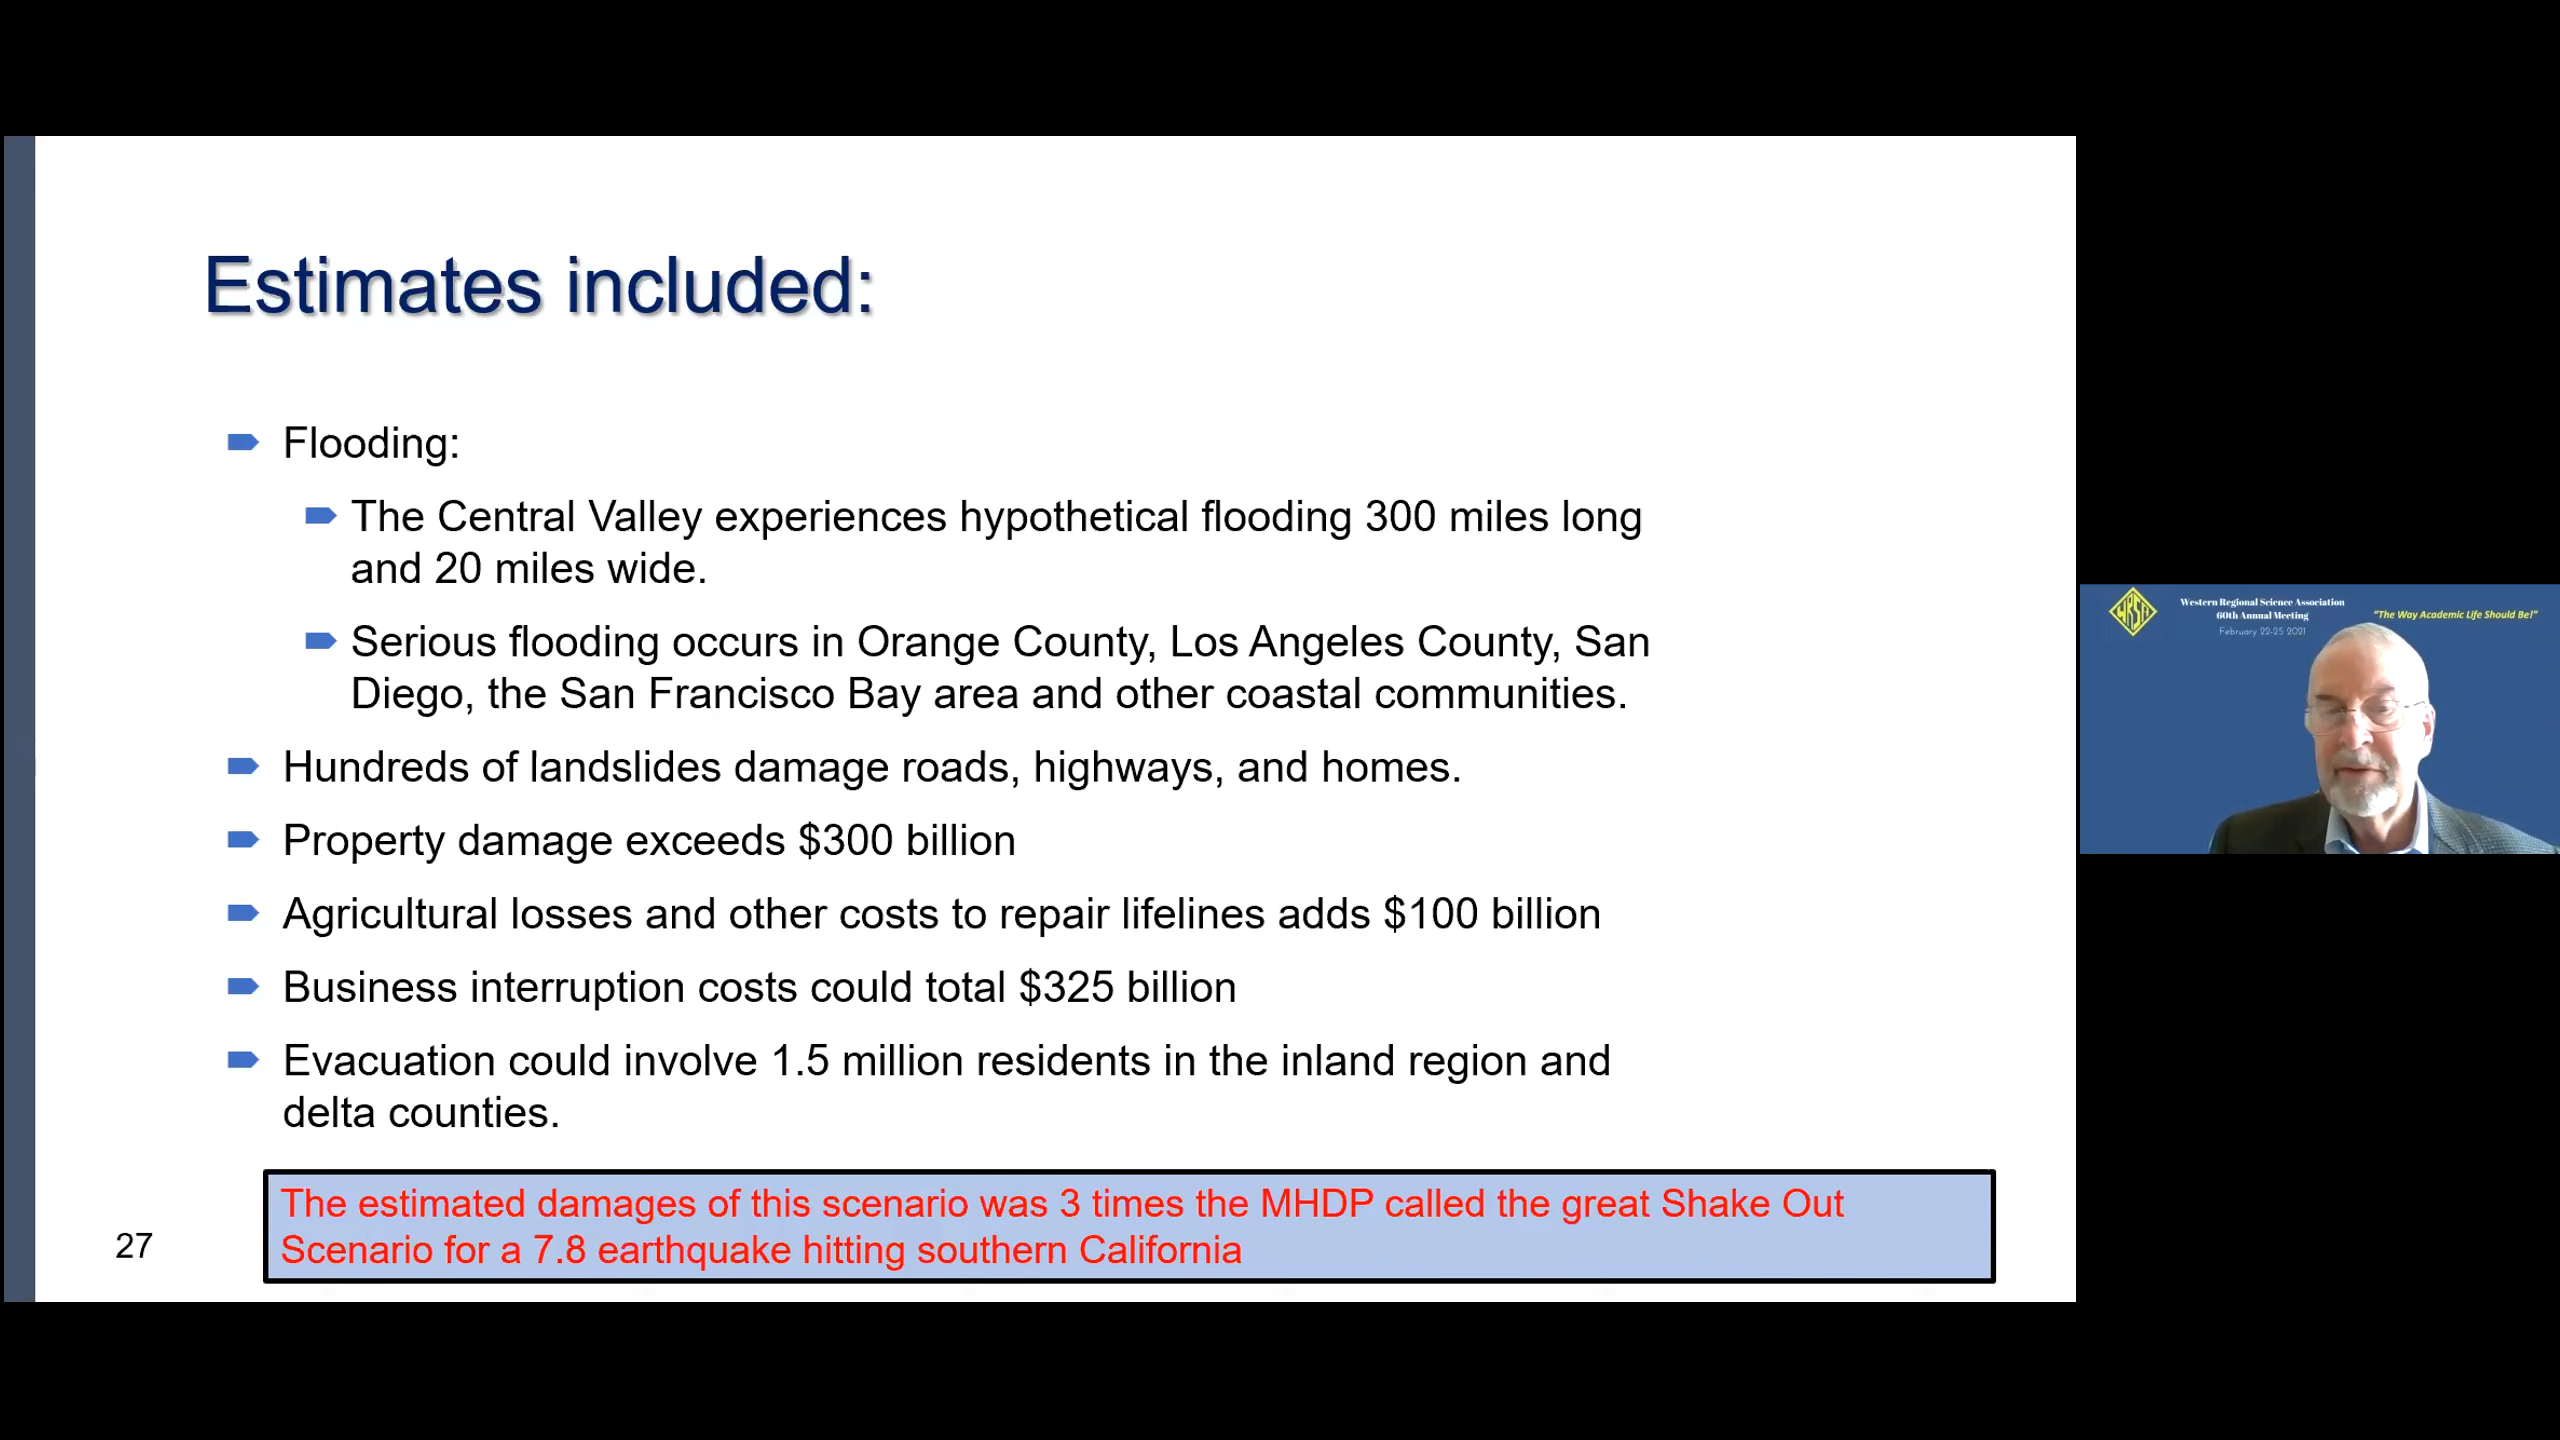 Estimates included:
Flooding:
The Central Valley experiences hypothetical flooding 300 miles long
and 20 miles wide.
Serious flooding occurs in Orange County, Los Angeles County, San
Diego, the San Francisco Bay area and other coastal communities.
Hundreds of landslides damage roads, highways, and homes.
Property damage exceeds $300 billion
Agricultural losses and other costs to repair lifelines adds $100 billion
Business interruption costs could total $325 billion
Evacuation could involve 1.5 million residents in the inland region and
delta counties.
The estimated damages of this scenario was 3 times the MHDP called the great Shake Out
Scenario for a 7.8 earthquake hitting southern California
27
WRSA
Western Regional Science Association
60th Annual Meeting
February 22-25 2021
"The Way Academic Life Should Be!"